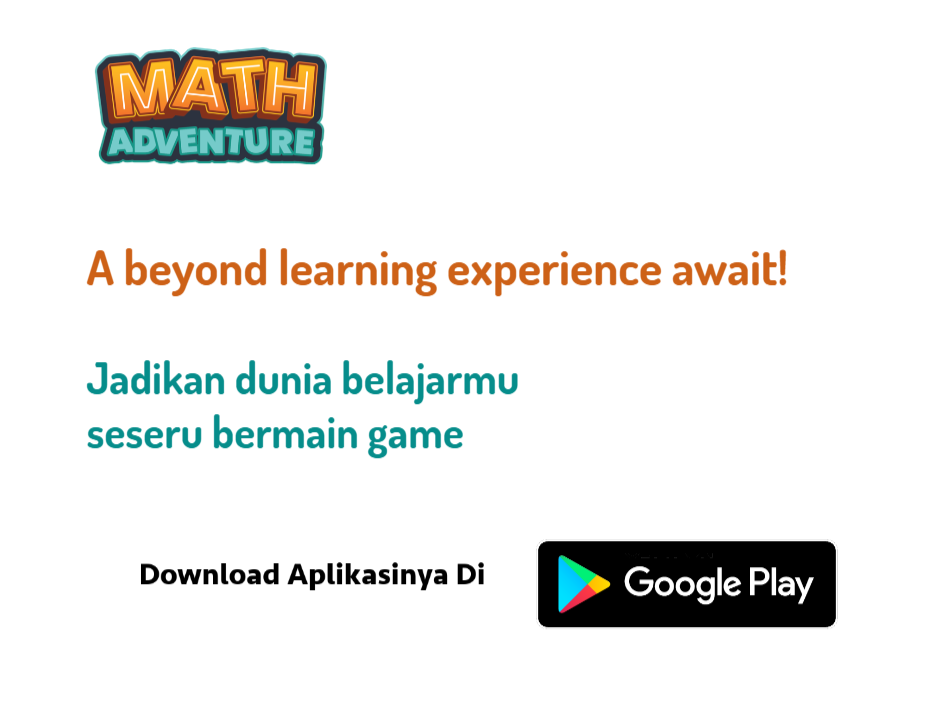 MATH
ADVENTURE
A beyond learning experience await!
Jadikan dunia belajarmu
seseru bermain game
Download Aplikasinya Di
Google Play